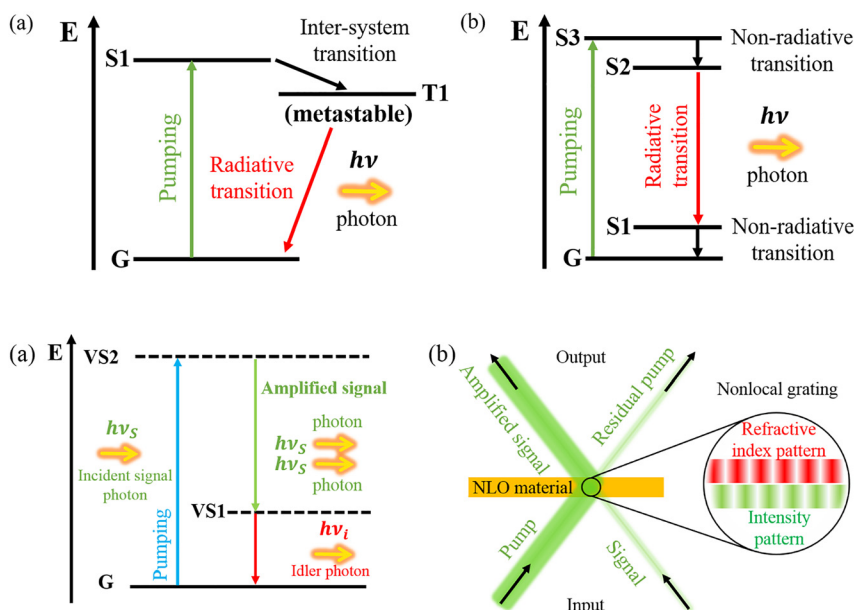 (a)
E
S1
Inter-system
transition
T1
(metastable)
Pumping
Radiative
transition
hν
photon
G
(b)
E
S3
Non-radiative
transition
S2
Pumping
Radiative
transition
hν
photon
S1
Non-radiative
transition
G
(a)
E
VS2
Amplified signal
hνS
Incident signal
photon
photon
hνS
hνS
photon
VS1
Pumping
hνi
Idler photon
G
(b)
Output
Amplified signal
Residual pump
Nonlocal grating
Refractive
index pattern
NLO material
Intensity
pattern
Pump
Signal
Input